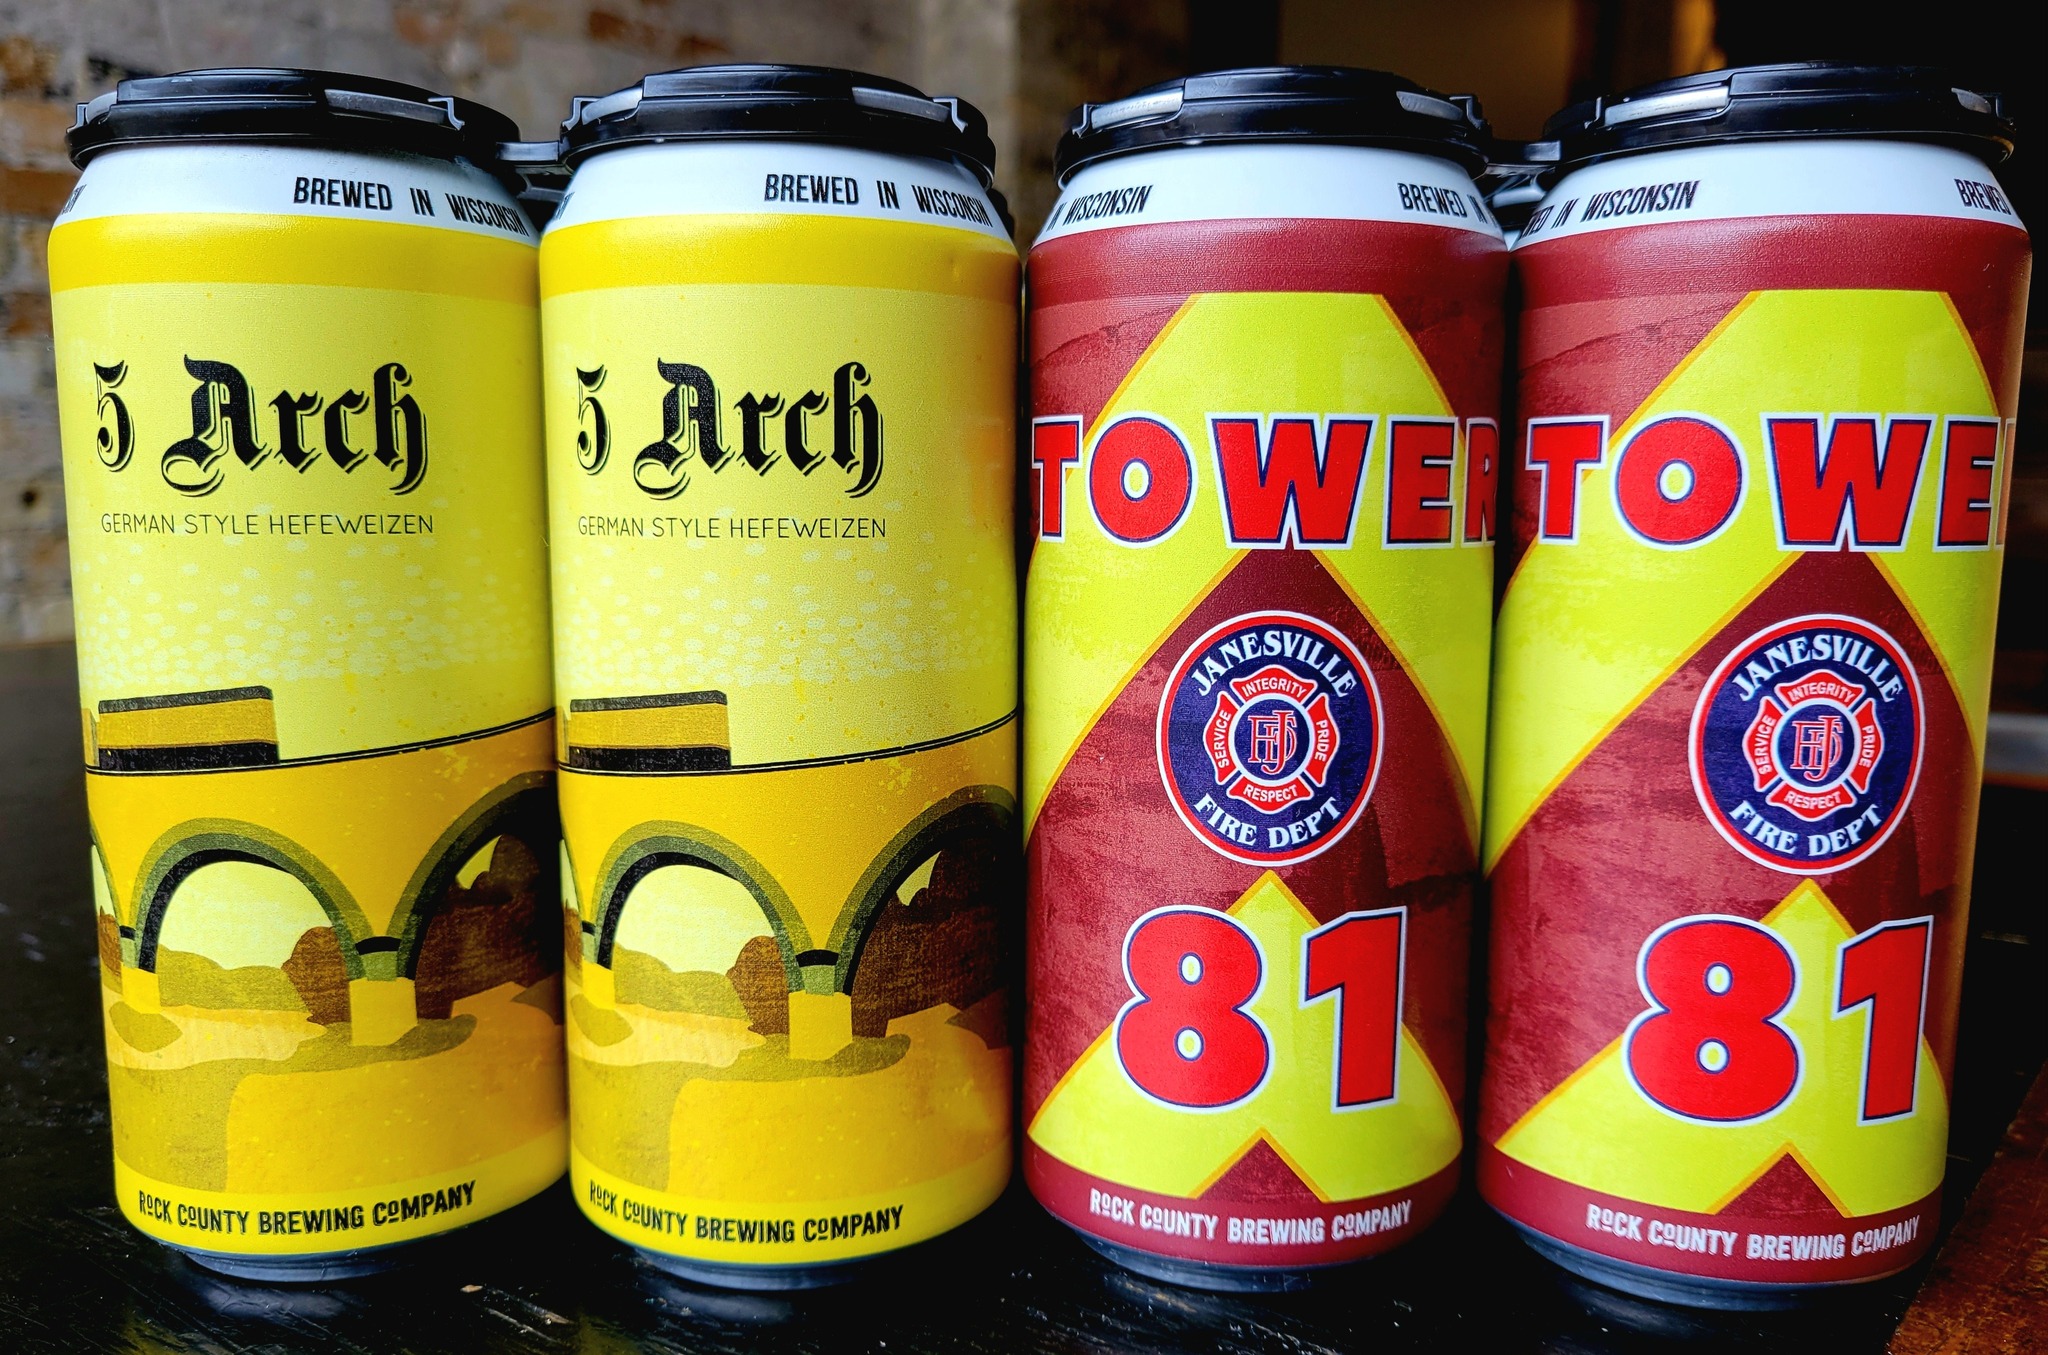 BREWED IN WISCONSIN
5 Arch
GERMAN STYLE HEFEWEIZEN
ROCK COUNTY BREWING COMPANY
BREWED IN WISCONSIN
5 Arch
GERMAN STYLE HEFEWEIZEN
ROCK COUNTY BREWING COMPANY
IN WISCONSIN BREWED IN
TOWER
JANESVILLE
INTEGRITY
SERVICE
PRIDE
RESPECT
FIRE DEPT
81
ROCK COUNTY BREWING COMPANY
IN WISCONSIN
TOWE
JANESVILLE
INTEGRITY
SERVICE
PRIDE
RESPECT
FIRE DEPT
81
ROCK COUNTY BREWING COMPANY